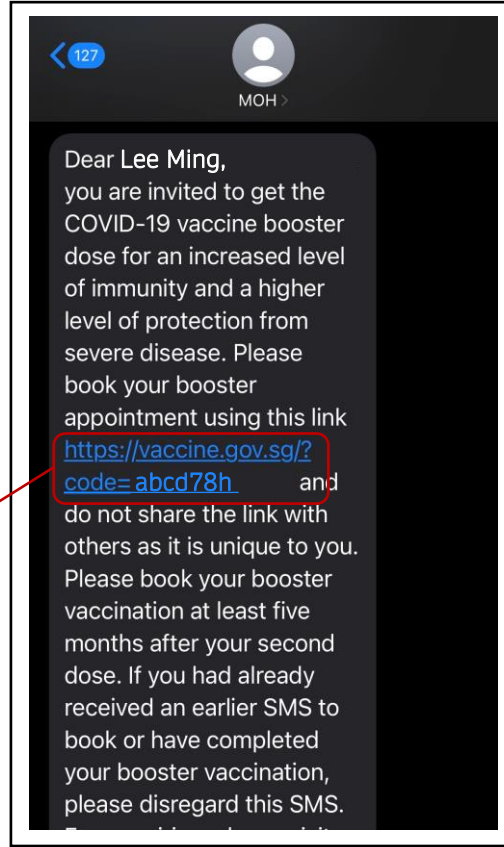 127
MOH >
Dear Lee Ming,
you are invited to get the
COVID-19 vaccine booster
dose for an increased level
of immunity and a higher
level of protection from
severe disease. Please
book your booster
appointment using this link
https://vaccine.gov.sg/?
code= abcd78h and
do not share the link with
others as it is unique to you.
Please book your booster
vaccination at least five
months after your second
dose. If you had already
received an earlier SMS to
book or have completed
your booster vaccination,
please disregard this SMS.